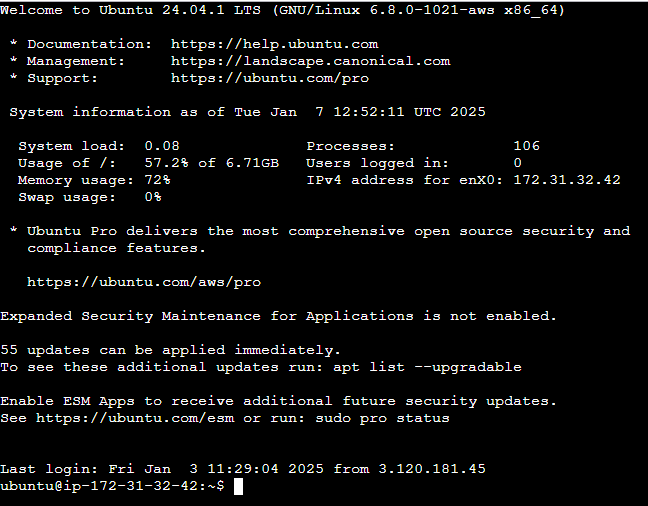 Welcome to Ubuntu 24.04.1 LTS (GNU/Linux 6.8.0-1021-aws x86_64)
* Documentation: https://help.ubuntu.com
* Management: https://landscape.canonical.com
* Support: https://ubuntu.com/pro
System information as of Tue Jan 7 12:52:11 UTC 2025
System load: 0.08 Processes: 106
Usage of /: 57.2% of 6.71GB Users logged in: 0
Memory usage: 72% IPv4 address for enX0: 172.31.32.42
Swap usage: 0%
* Ubuntu Pro delivers the most comprehensive open source security and
compliance features.
https://ubuntu.com/aws/pro
Expanded Security Maintenance for Applications is not enabled.
55 updates can be applied immediately.
To see these additional updates run: apt list --upgradable
Enable ESM Apps to receive additional future security updates.
See https://ubuntu.com/esm or run: sudo pro status
Last login: Fri Jan 3 11:29:04 2025 from 3.120.181.45
ubuntu@ip-172-31-32-42:~$